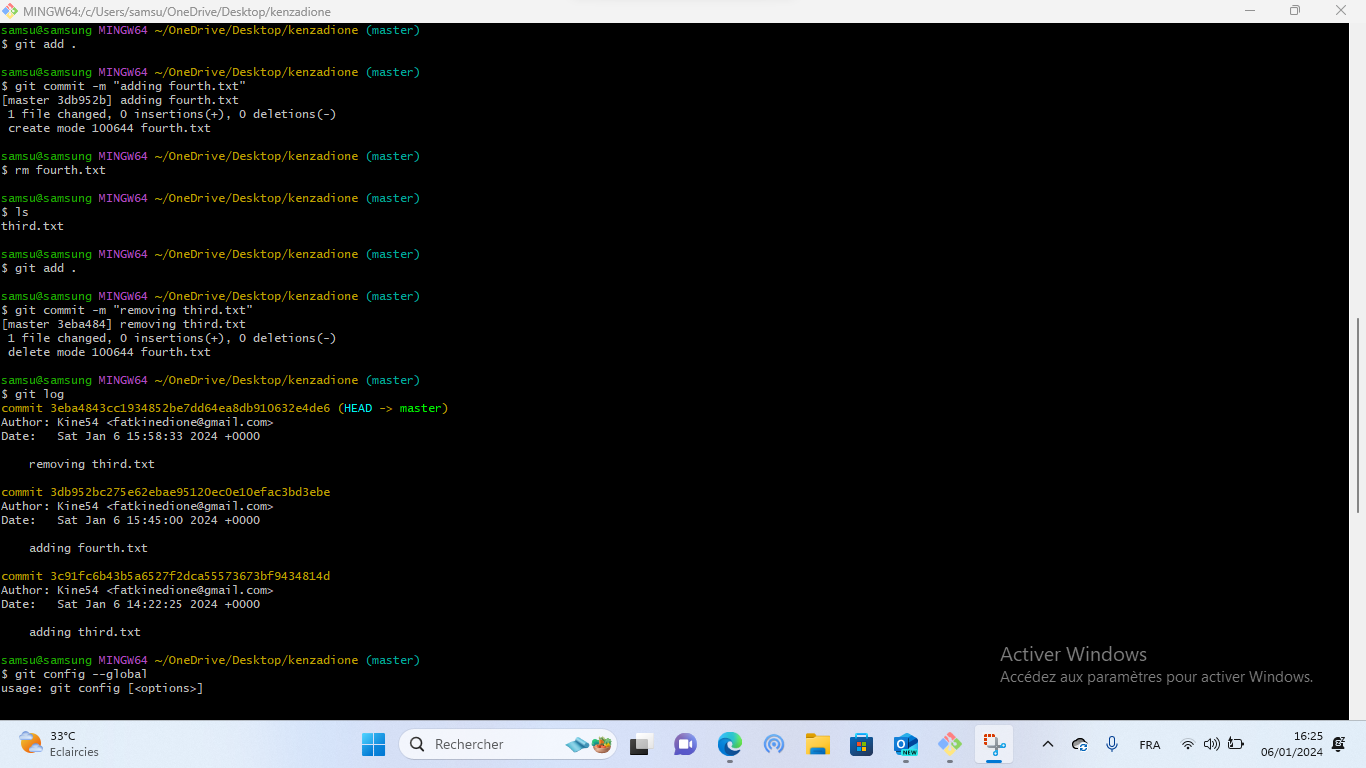 MINGW64:/c/Users/samsu/OneDrive/Desktop/kenzadione
samsu@samsung MINGW64 ~/OneDrive/Desktop/kenzadione (master)
$ git add .
samsu@samsung MINGW64 ~/OneDrive/Desktop/kenzadione (master)
$ git commit -m "adding fourth.txt"
[master 3db952b] adding fourth.txt
 1 file changed, 0 insertions(+), 0 deletions(-)
 create mode 100644 fourth.txt
samsu@samsung MINGW64 ~/OneDrive/Desktop/kenzadione (master)
$ rm fourth.txt
samsu@samsung MINGW64 ~/OneDrive/Desktop/kenzadione (master)
$ ls
third.txt
samsu@samsung MINGW64 ~/OneDrive/Desktop/kenzadione (master)
$ git add .
samsu@samsung MINGW64 ~/OneDrive/Desktop/kenzadione (master)
$ git commit -m "removing third.txt"
[master 3eba484] removing third.txt
 1 file changed, 0 insertions(+), 0 deletions(-)
 delete mode 100644 fourth.txt
samsu@samsung MINGW64 ~/OneDrive/Desktop/kenzadione (master)
$ git log
commit 3eba4843cc1934852be7dd64ea8db910632e4de6 (HEAD -> master)
Author: Kine54 <fatkinedione@gmail.com>
Date:   Sat Jan 6 15:58:33 2024 +0000
    removing third.txt
commit 3db952bc275e62ebae95120ec0e10efac3bd3ebe
Author: Kine54 <fatkinedione@gmail.com>
Date:   Sat Jan 6 15:45:00 2024 +0000
    adding fourth.txt
commit 3c91fc6b43b5a6527f2dca55573673bf9434814d
Author: Kine54 <fatkinedione@gmail.com>
Date:   Sat Jan 6 14:22:25 2024 +0000
    adding third.txt
samsu@samsung MINGW64 ~/OneDrive/Desktop/kenzadione (master)
$ git config --global
usage: git config [<options>]
Activer Windows
Accédez aux paramètres pour activer Windows.
33°C
Eclaircies
Rechercher
NEW
FRA
16:25
06/01/2024